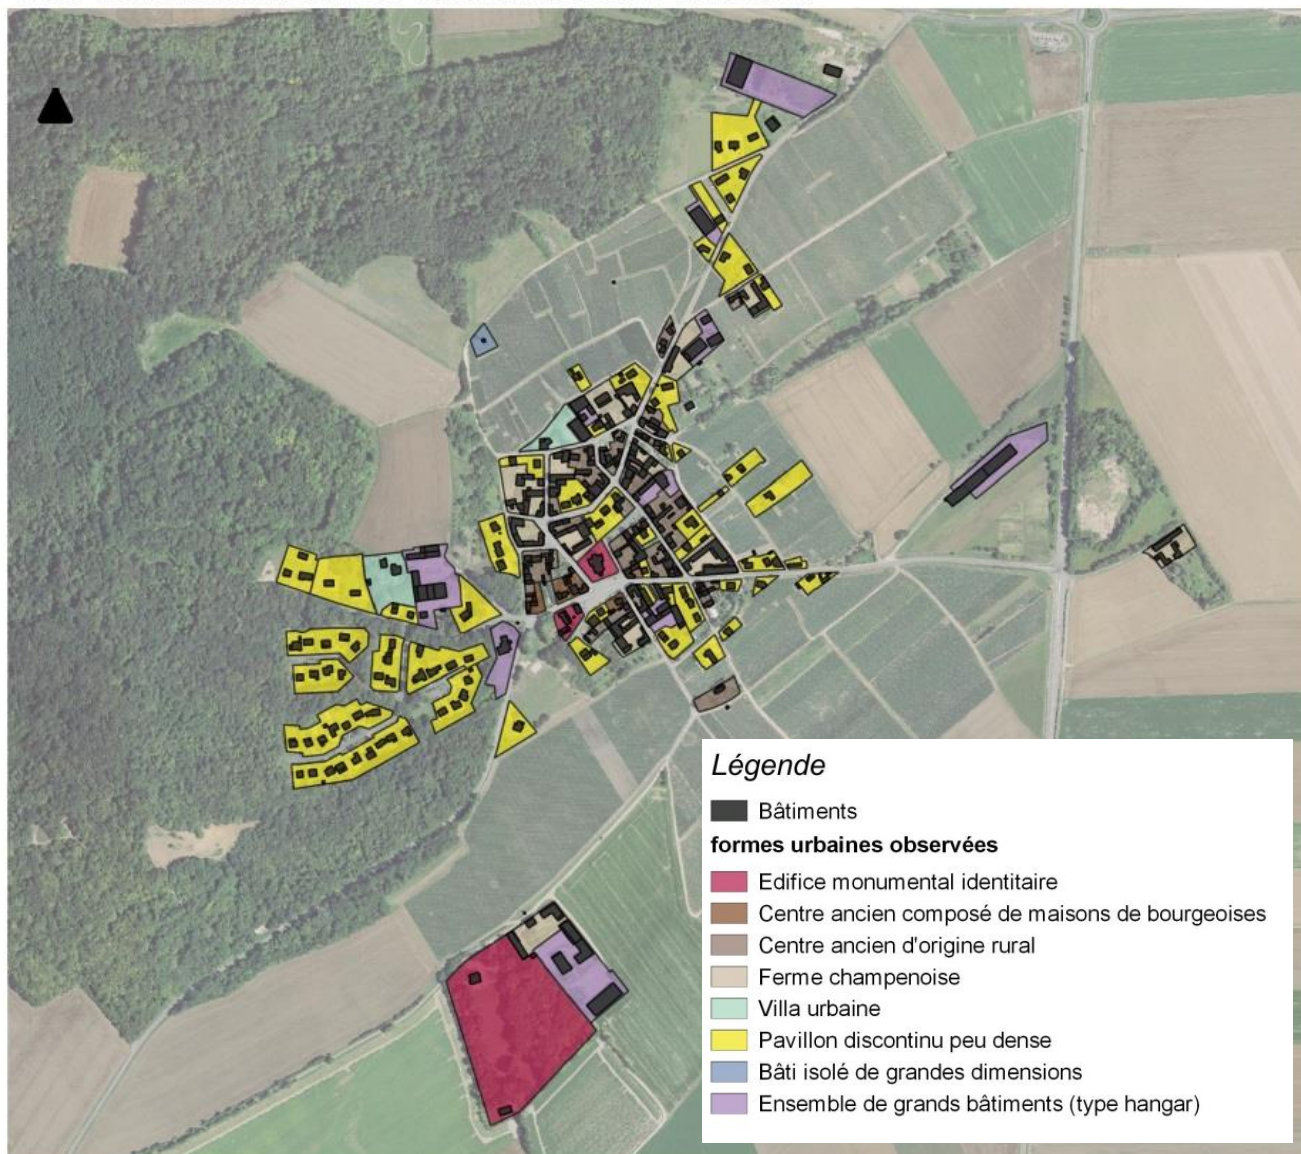 Légende
Bâtiments
formes urbaines observées
Edifice monumental identitaire
Centre ancien composé de maisons de bourgeoises
Centre ancien d'origine rural
Ferme champenoise
Villa urbaine
Pavillon discontinu peu dense
Bâti isolé de grandes dimensions
Ensemble de grands bâtiments (type hangar)